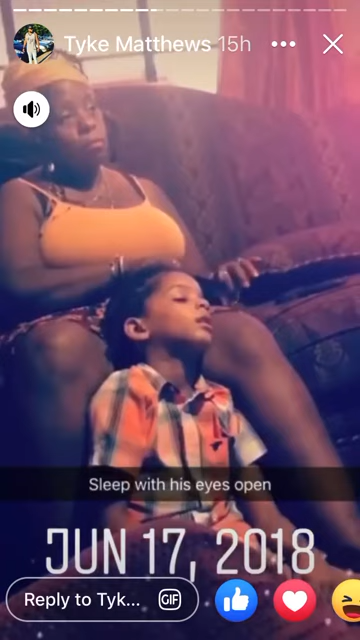 Tyke Matthews 15h
Sleep with his eyes open
JUN 17, 2018
Reply to Tyk... GIF